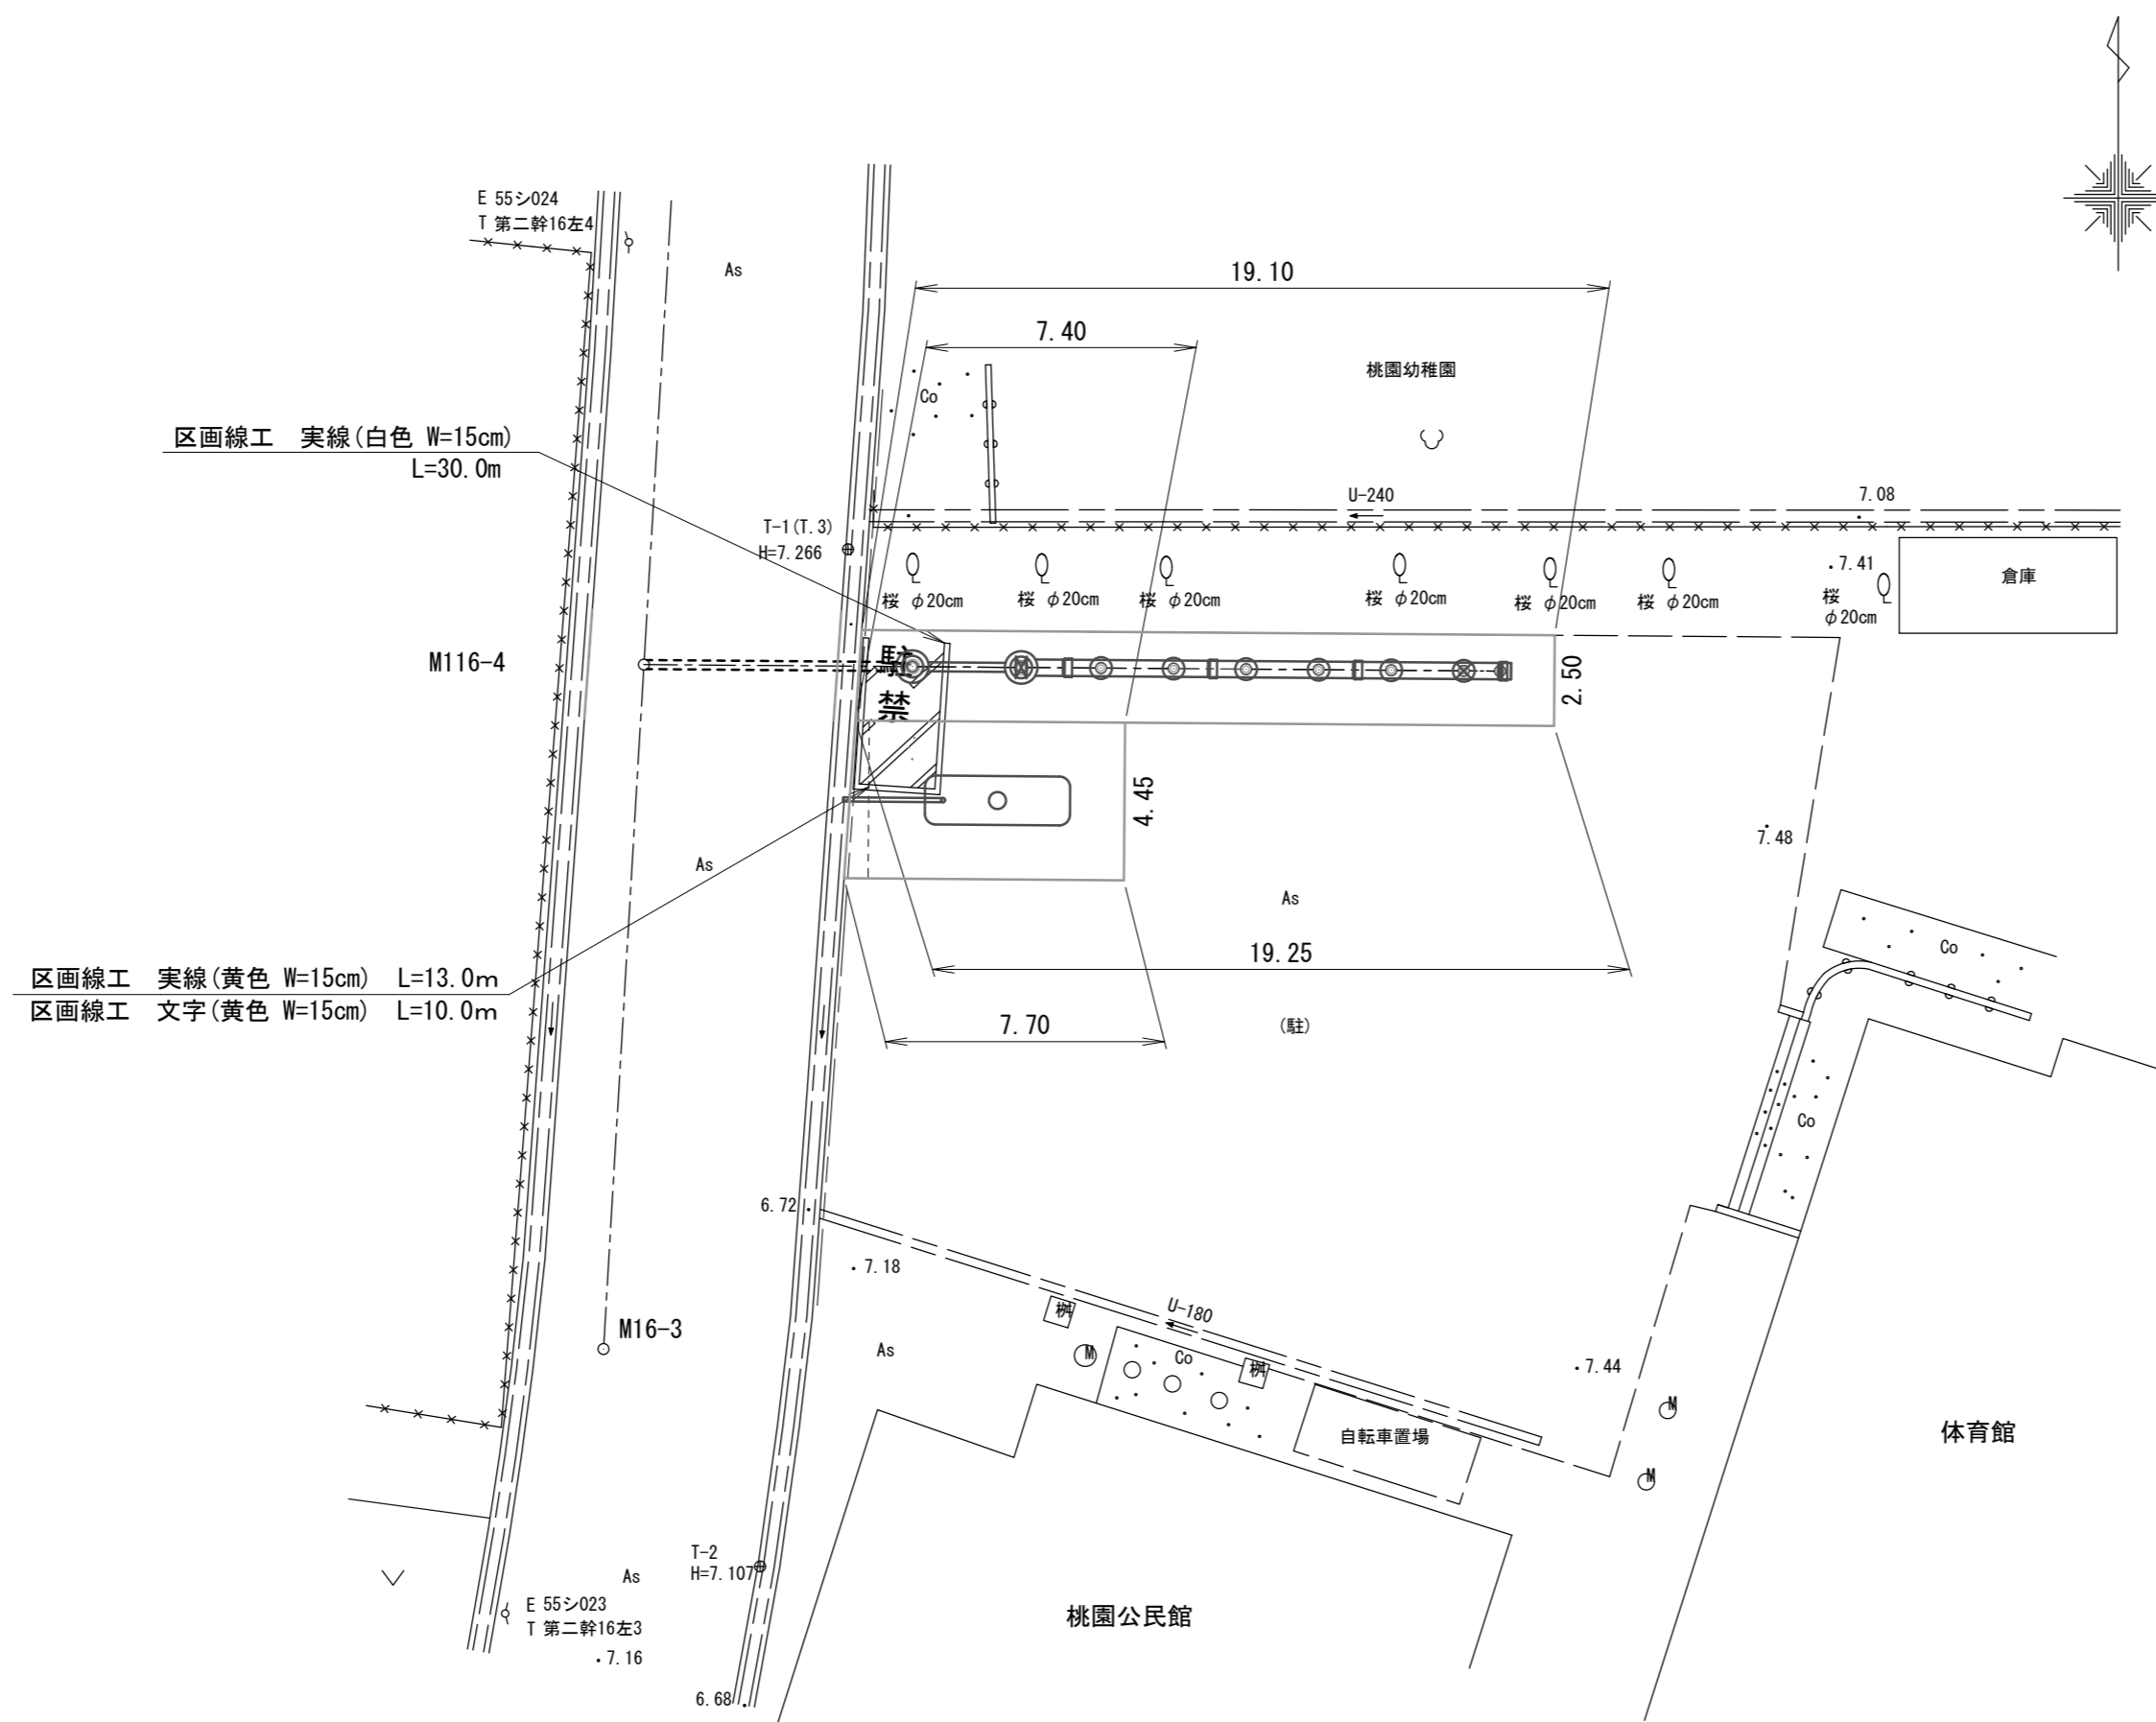 E 55シ024
T 第二幹16左4
As
19.10
7.40
桃園幼稚園
Co
区画線工 実線(白色 W=15cm)
L=30.0m
U-240
7.08
T-1(T.3)
H=7.266
7.41
倉庫
桜 φ20cm
桜 φ20cm
桜 φ20cm
桜 φ20cm
桜 φ20cm
桜 φ20cm
桜
φ20cm
M116-4
駐
禁
2.50
4.45
7.48
As
As
Co
19.25
区画線工 実線(黄色 W=15cm) L=13.0m
区画線工 文字(黄色 W=15cm) L=10.0m
7.70
(駐)
Co
6.72
7.18
U-180
桝
M16-3
As
M
Co
桝
7.44
M
自転車置場
体育館
M
T-2
H=7.107
As
E 55シ023
T 第二幹16左3
桃園公民館
7.16
6.68